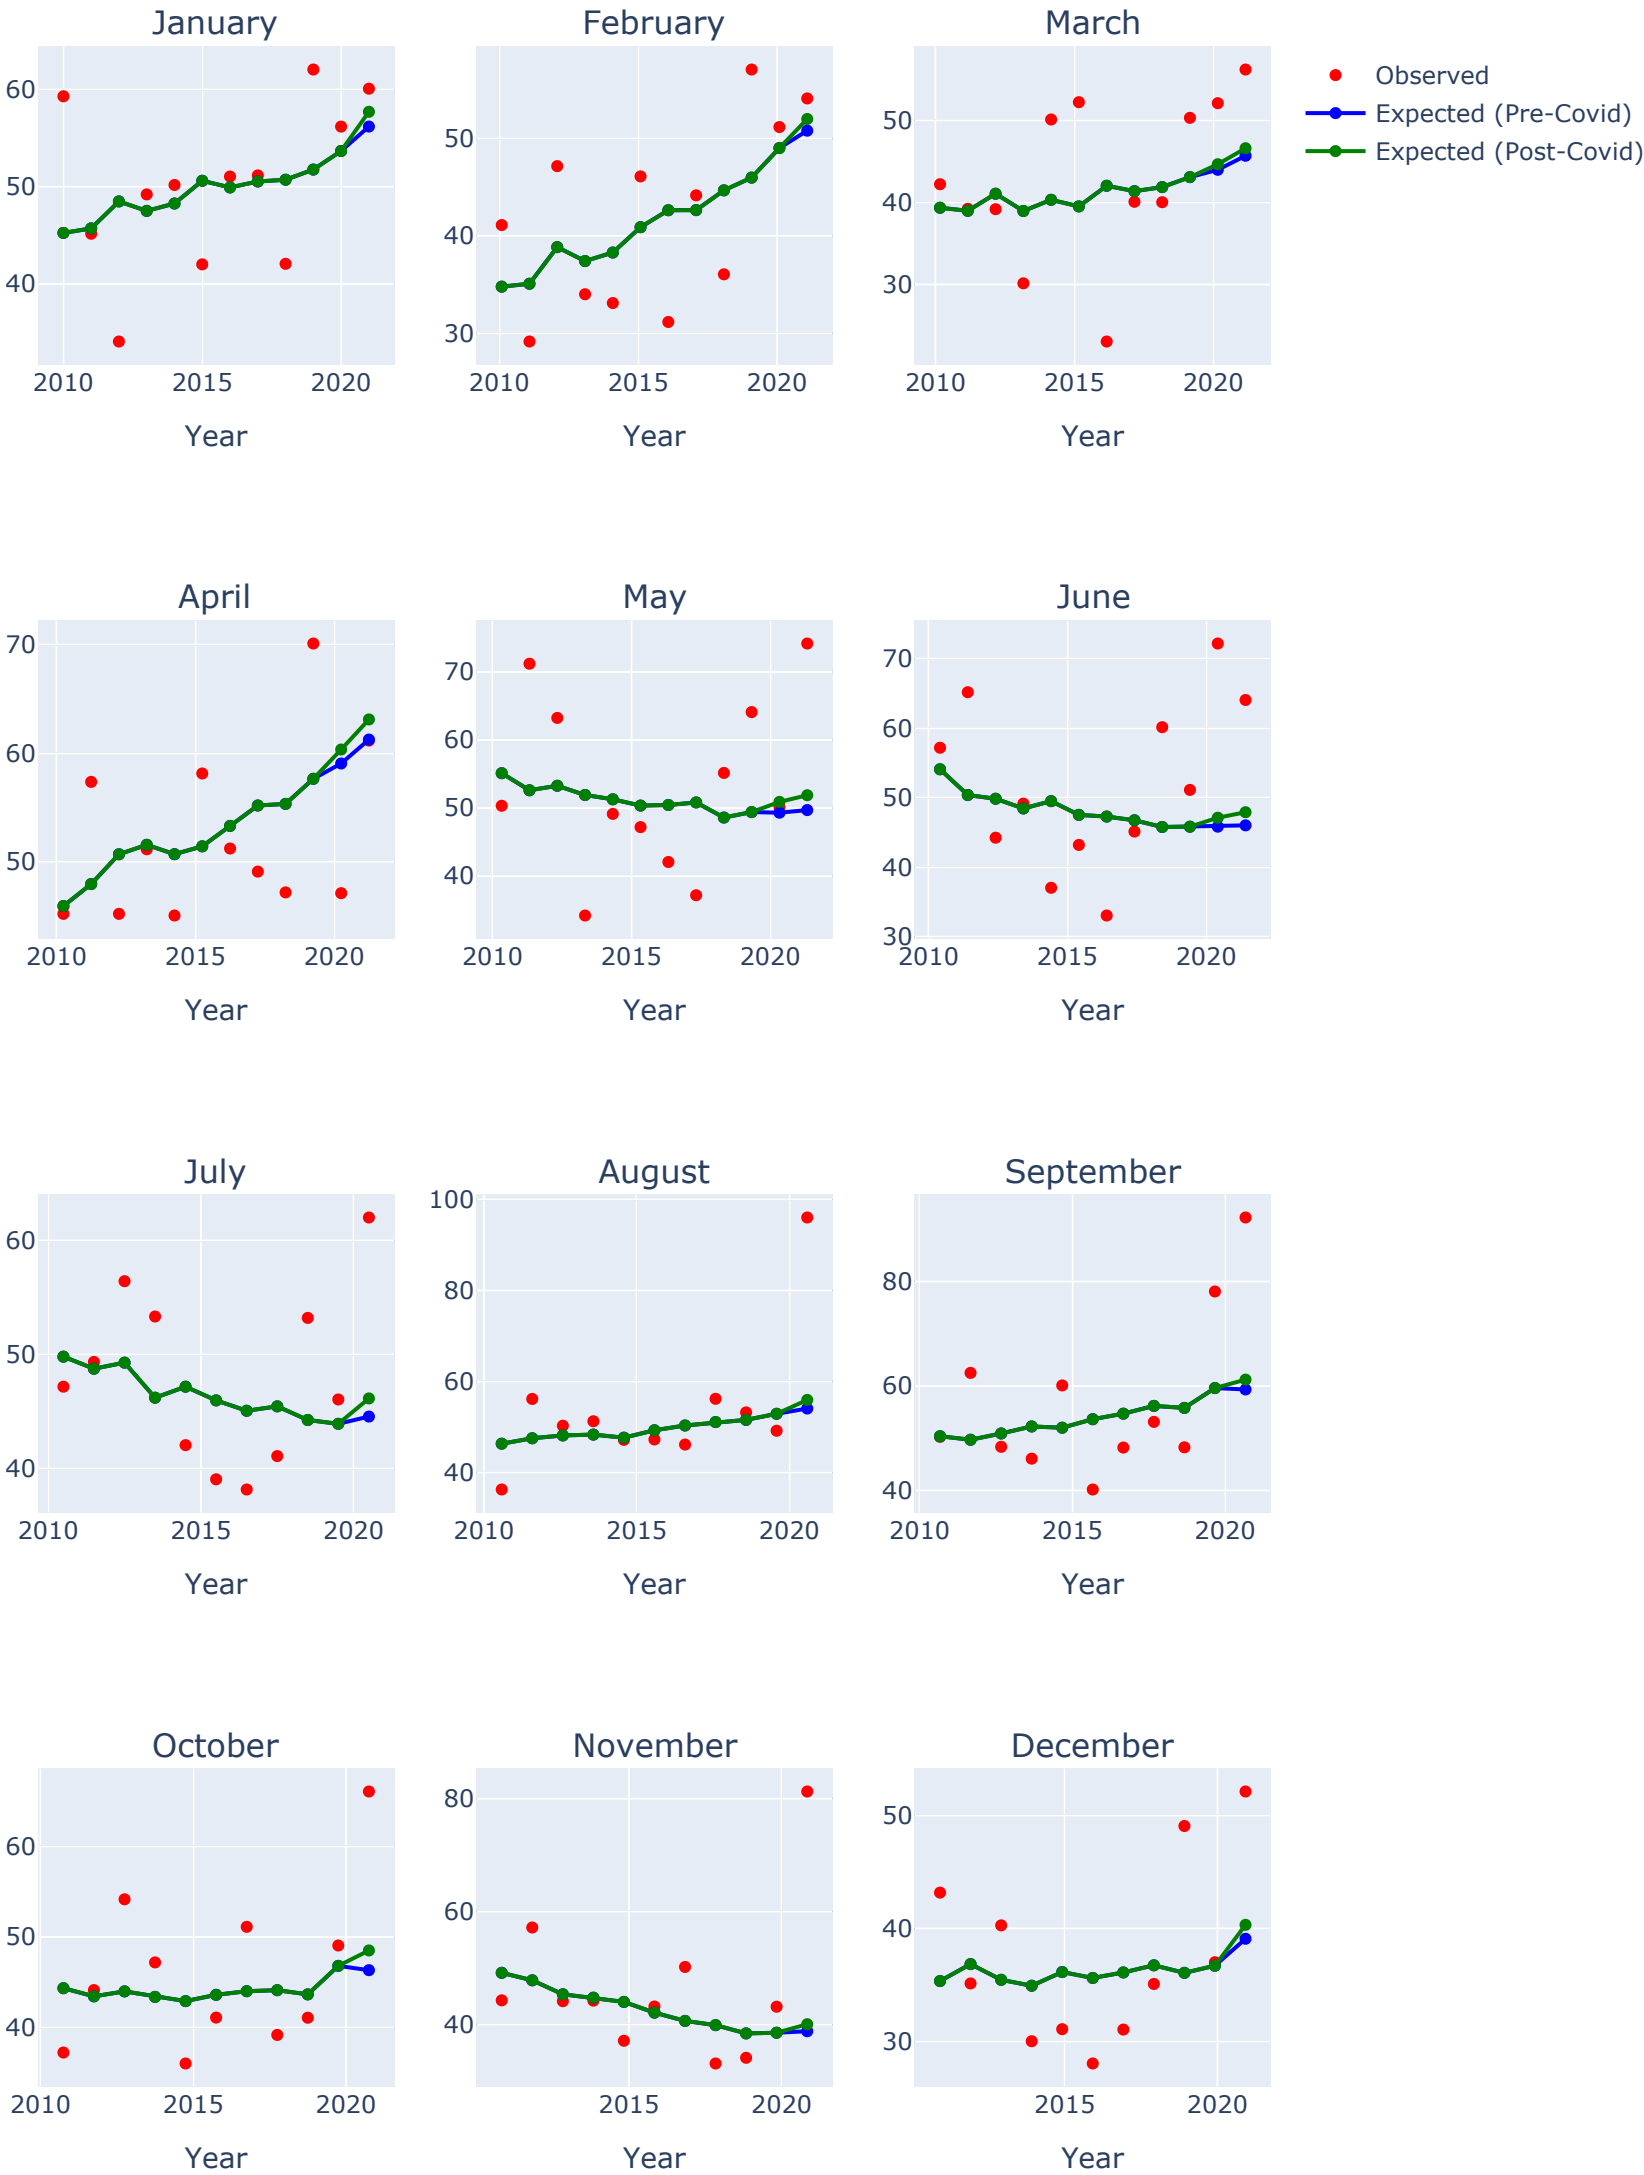 January
February
March
Observed
Expected (Pre-Covid)
Expected (Post-Covid)
60
50
40
2010
2015
2020
Year
50
40
30
2010
2015
2020
Year
50
40
30
2010
2015
2020
Year
April
May
June
70
60
50
2010
2015
2020
Year
70
60
50
40
2010
2015
2020
Year
70
60
50
40
30
2010
2015
2020
Year
July
August
September
60
50
40
2010
2015
2020
Year
100
80
60
40
2010
2015
2020
Year
80
60
40
2010
2015
2020
Year
October
November
December
60
50
40
2010
2015
2020
Year
80
60
40
2015
2020
Year
50
40
30
2015
2020
Year